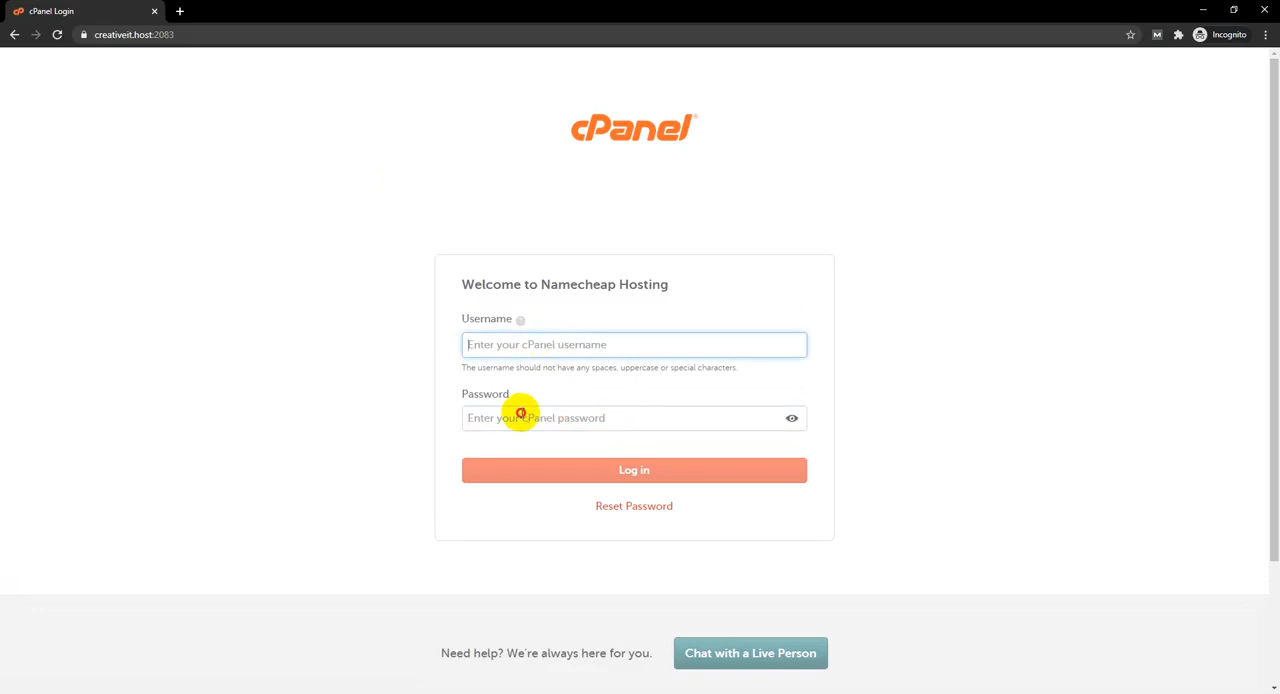 cPanel Login
creativeit.host:2083
Incognito
cPanel
Welcome to Namecheap Hosting
Username
Enter your cPanel username
The username should not have any spaces, uppercase or special characters.
Password
Enter your cPanel password
Log in
Reset Password
Need help? We're always here for you.
Chat with a Live Person